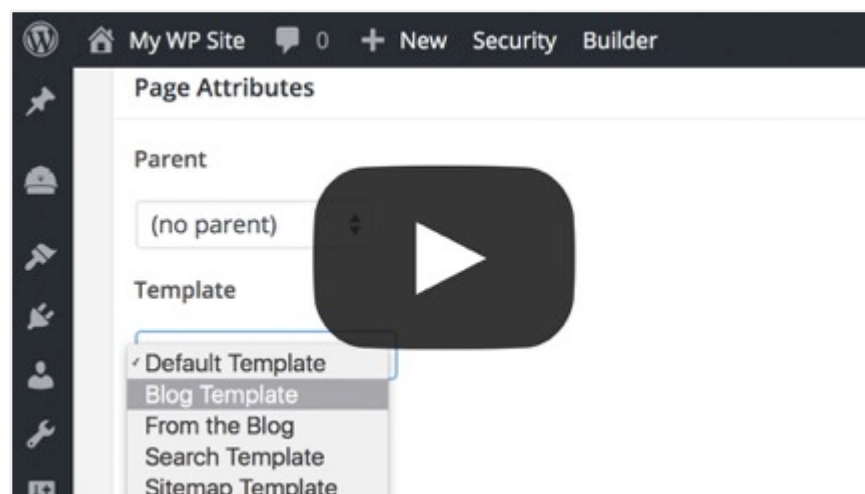 My WP Site 0 + New Security Builder
Page Attributes
Parent
(no parent)
Template
✓ Default Template
Blog Template
From the Blog
Search Template
Sitemap Template